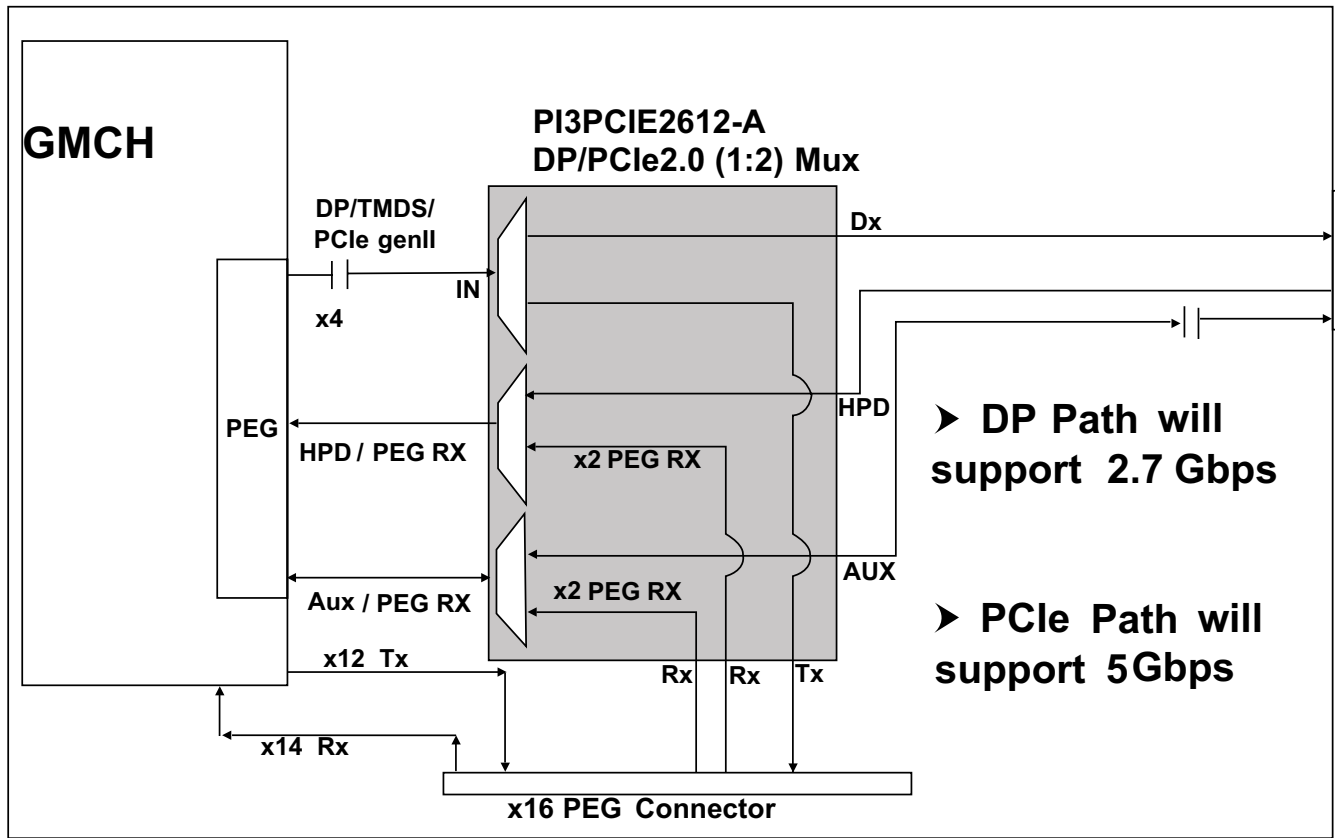 GMCH
PI3PCIE2612-A
DP/PCIe2.0 (1:2) Mux
DP/TMDS/
PCIe genII
IN
x4
Dx
PEG
HPD / PEG RX
x2 PEG RX
HPD
➤ DP Path will
support 2.7 Gbps
Aux / PEG RX
x2 PEG RX
AUX
➤ PCIe Path will
support 5Gbps
x12 Tx
Rx
Rx
Tx
x14 Rx
x16 PEG Connector